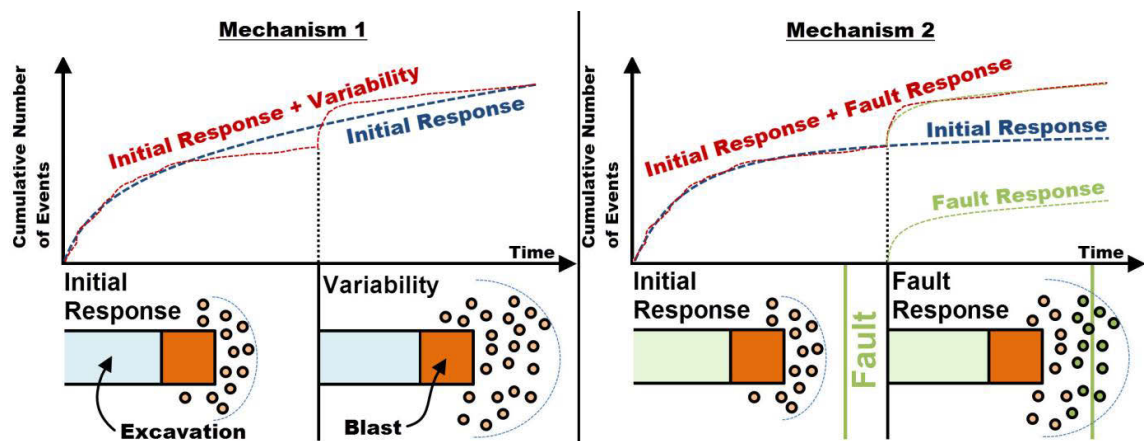 Mechanism 1
Cumulative Number
of Events
Initial Response + Variability
Initial Response
Time
Initial
Response
Variability
Excavation
Blast
Mechanism 2
Cumulative Number
of Events
Initial Response + Fault Response
Initial Response
Fault Response
Time
Initial
Response
Fault
Fault
Response